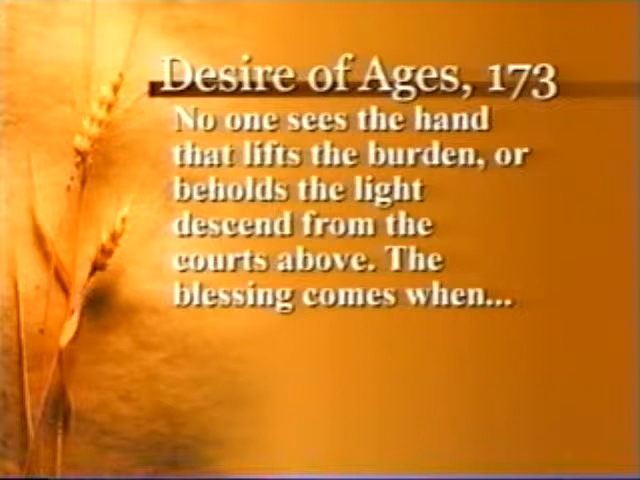 Desire of Ages, 173
No one sees the hand
that lifts the burden, or
beholds the light
descend from the
courts above. The
blessing comes when...